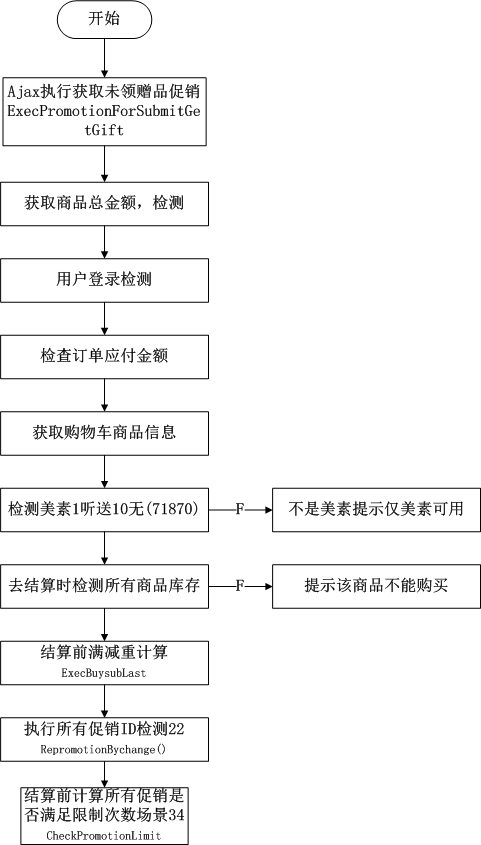 开始
Ajax执行获取未领赠品促销
ExecPromotionForSubmitGe
tGift
获取商品总金额，检测
用户登录检测
检查订单应付金额
获取购物车商品信息
检测美素1听送10无(71870)
F
不是美素提示仅美素可用
去结算时检测所有商品库存
F
提示该商品不能购买
结算前满减重计算
ExecBuysubLast
执行所有促销ID检测22
RepromotionBychange()
结算前计算所有促销是
否满足限制次数场景34
CheckPromotionLimit